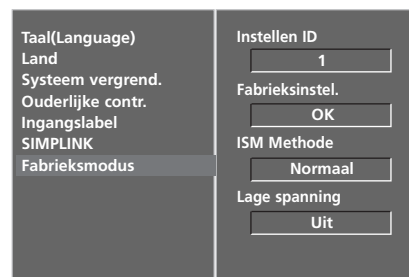 Taal(Language)
Land
Systeem vergrend.
Ouderlijke contr.
Ingangslabel
SIMPLINK
Fabrieksmodus
Instellen ID
1
Fabrieksinstel.
OK
ISM Methode
Normaal
Lage spanning
Uit